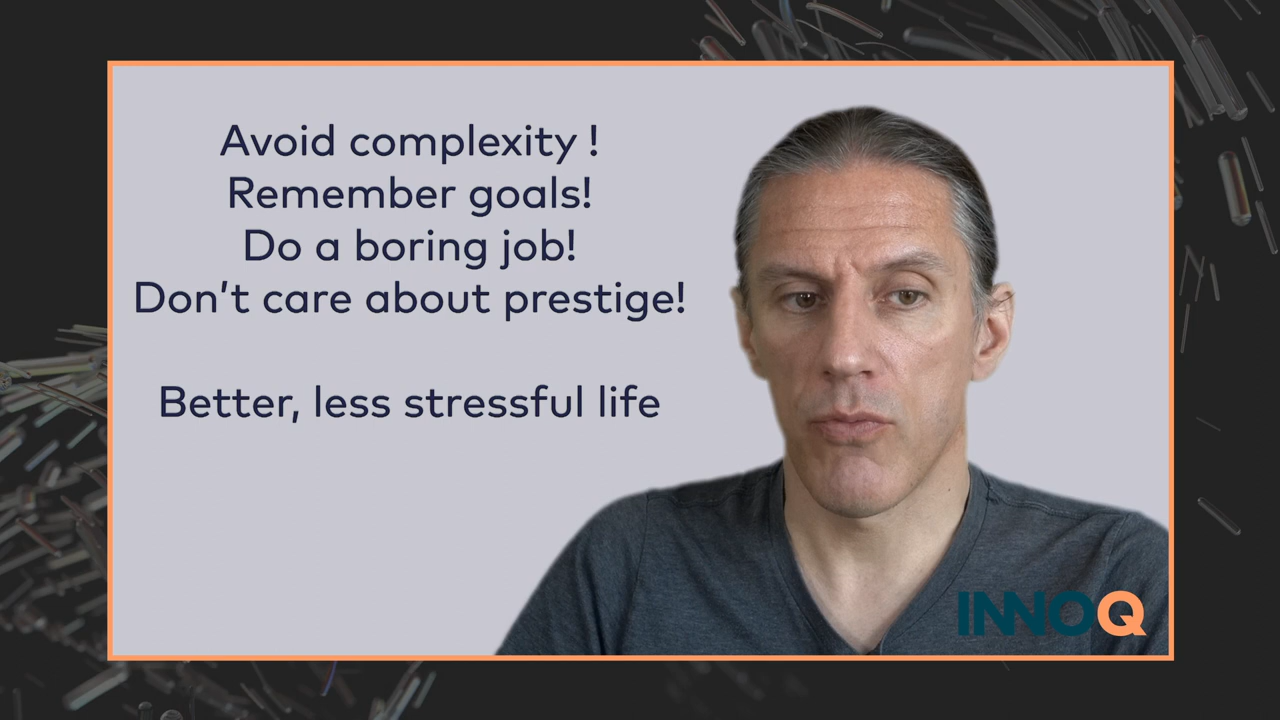 Avoid complexity !
Remember goals!
Do a boring job!
Don’t care about prestige!
Better, less stressful life
INNOQ